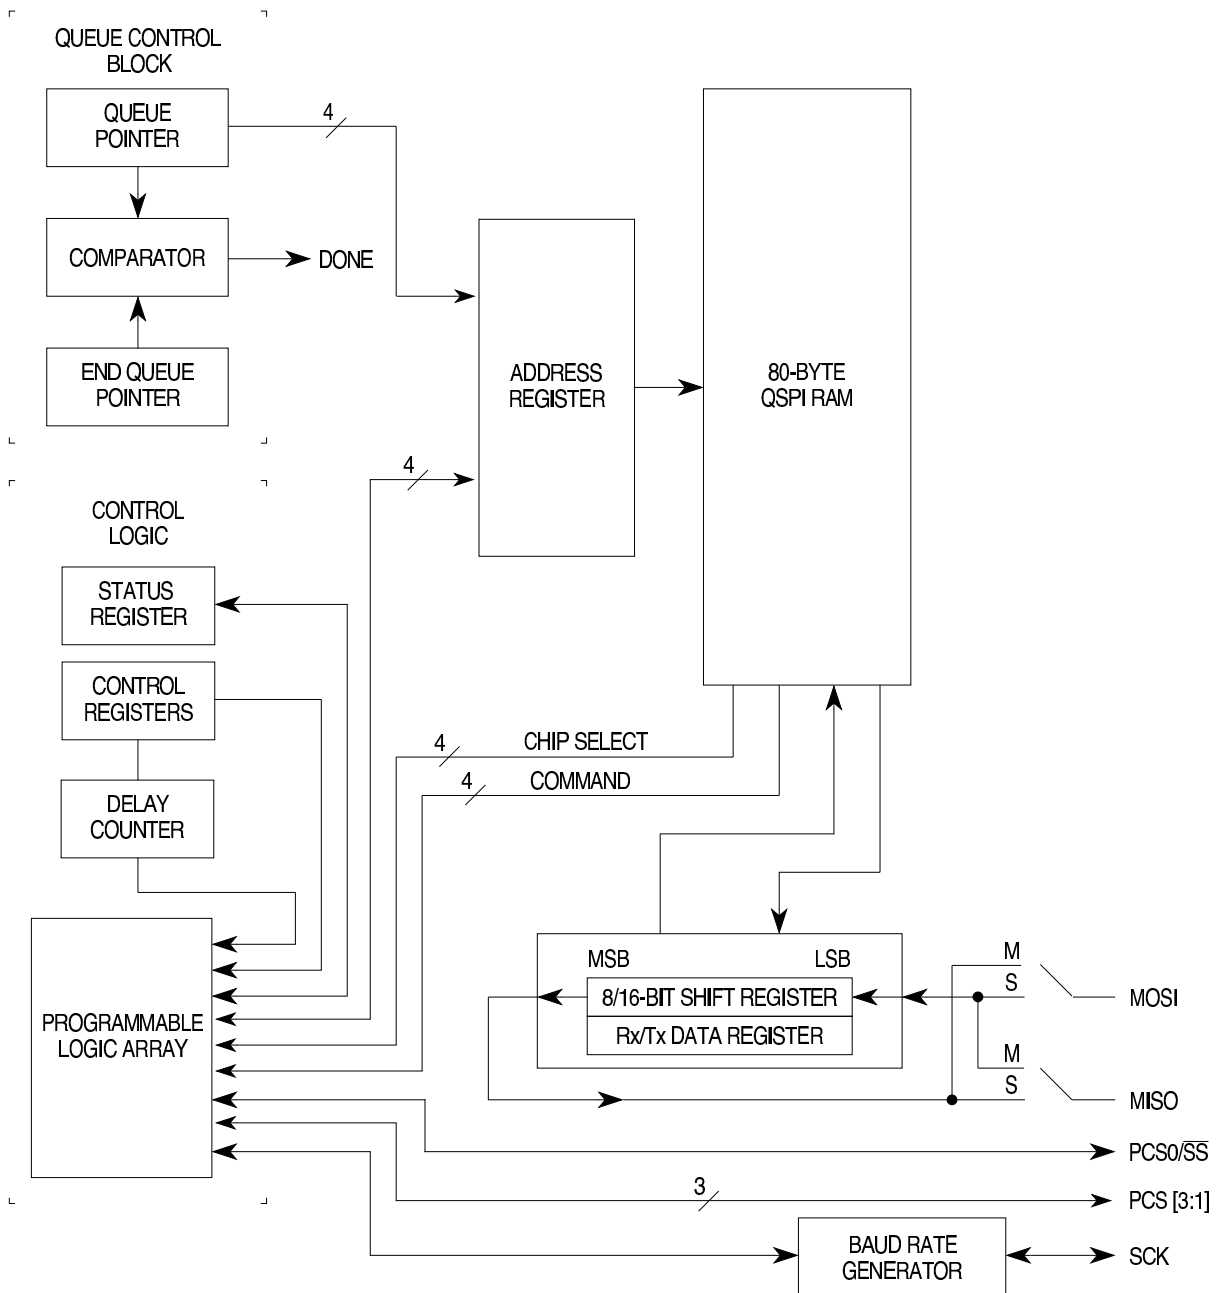 QUEUE CONTROL
BLOCK
QUEUE
POINTER
4
COMPARATOR
DONE
END QUEUE
POINTER
ADDRESS
REGISTER
80-BYTE
QSPI RAM
4
CONTROL
LOGIC
STATUS
REGISTER
CONTROL
REGISTERS
4
CHIP SELECT
4
COMMAND
DELAY
COUNTER
PROGRAMMABLE
LOGIC ARRAY
MSB
LSB
8/16-BIT SHIFT REGISTER
Rx/Tx DATA REGISTER
M
S
MOSI
M
S
MISO
PCS0/S̅S̅
3
PCS [3:1]
BAUD RATE
GENERATOR
SCK